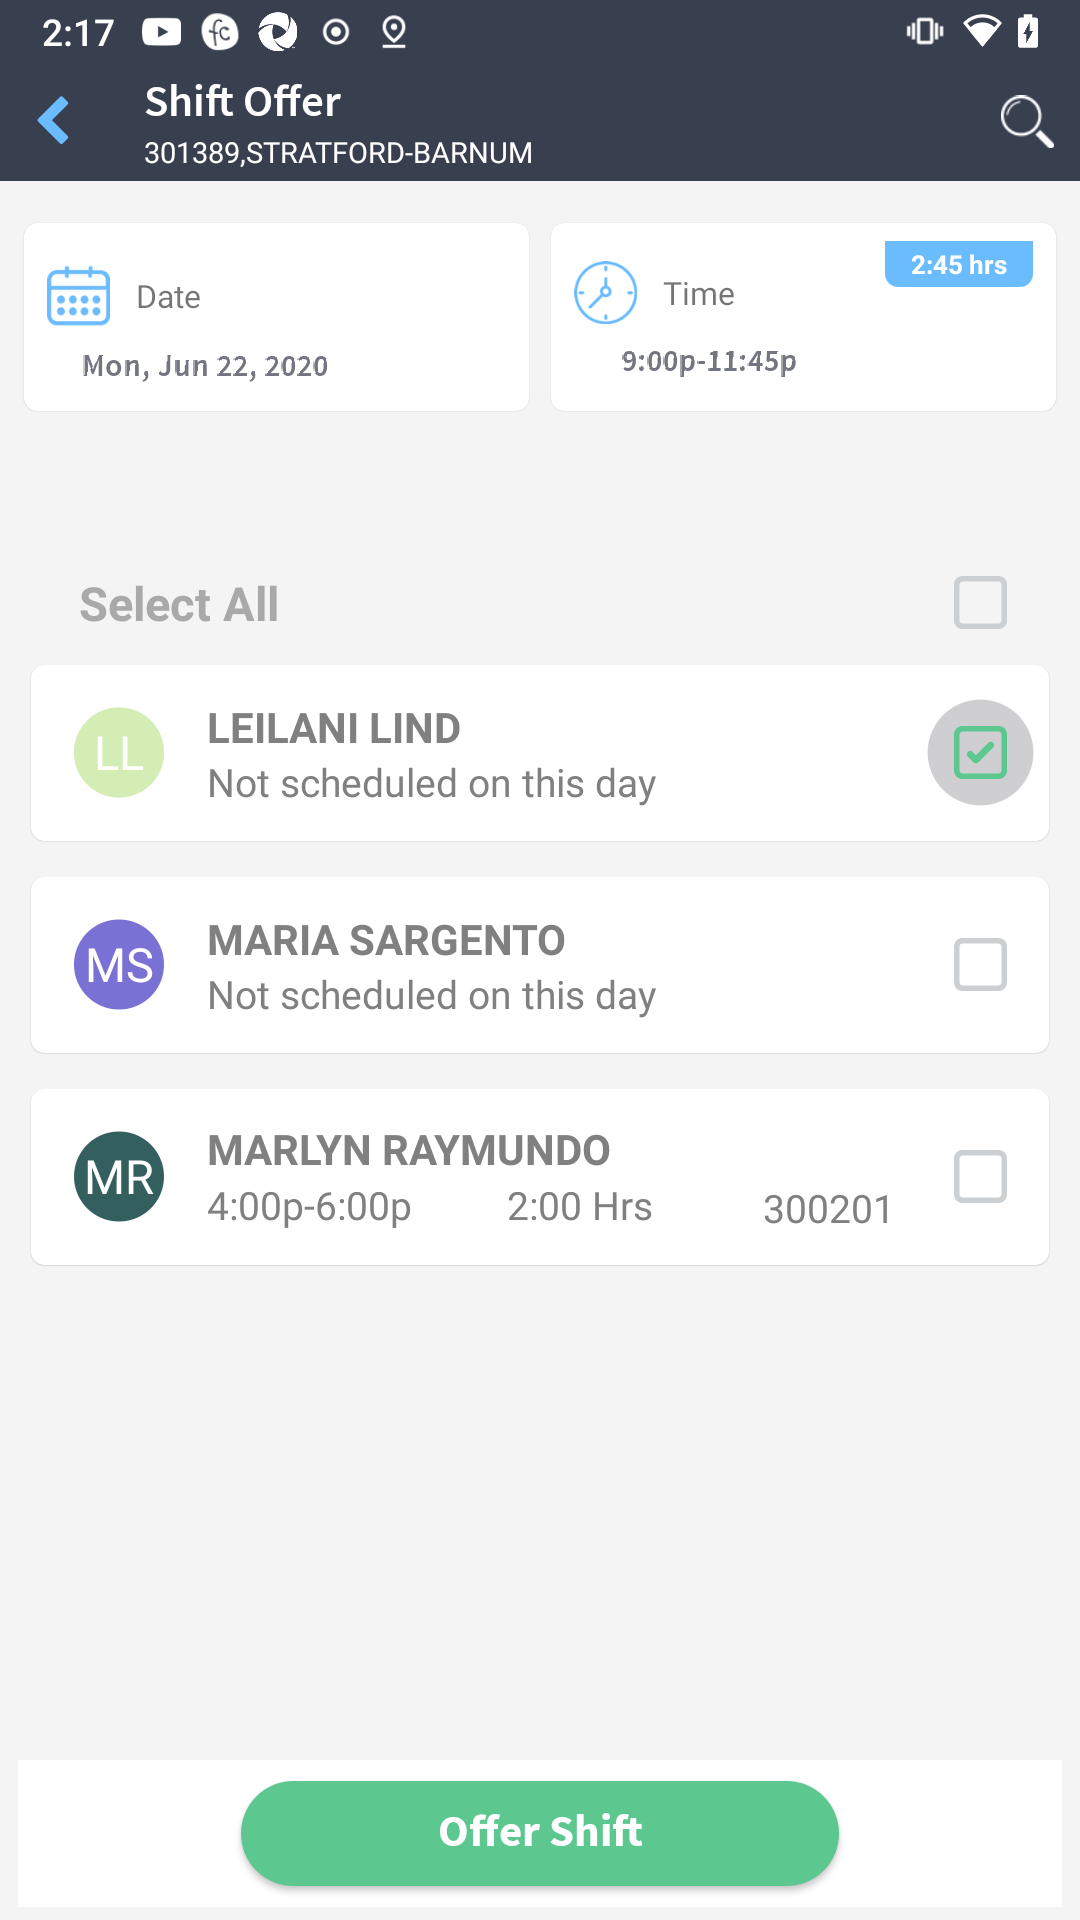 2:17
fc
Shift Offer
301389,STRATFORD-BARNUM
Date
Mon, Jun 22, 2020
Time
2:45 hrs
9:00p-11:45p
Select All
LL
LEILANI LIND
Not scheduled on this day
MS
MARIA SARGENTO
Not scheduled on this day
MR
MARLYN RAYMUNDO
4:00p-6:00p 2:00 Hrs 300201
Offer Shift